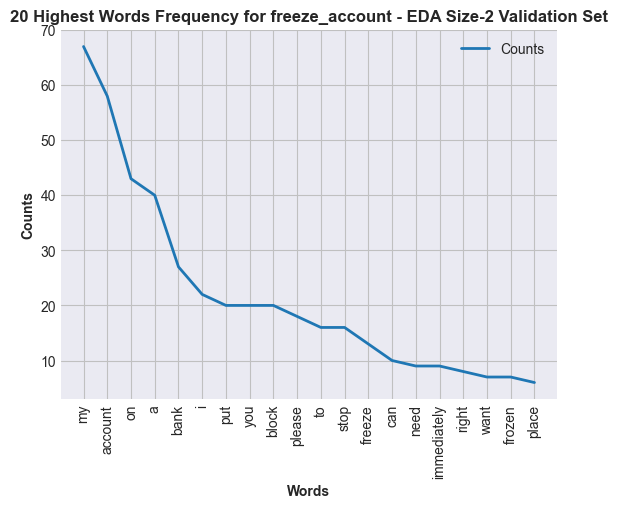 20 Highest Words Frequency for freeze_account - EDA Size-2 Validation Set
Counts
70
60
50
40
30
20
10
Counts
my
account
on
a
bank
i
put
you
block
please
to
stop
freeze
can
need
immediately
right
want
frozen
place
Words